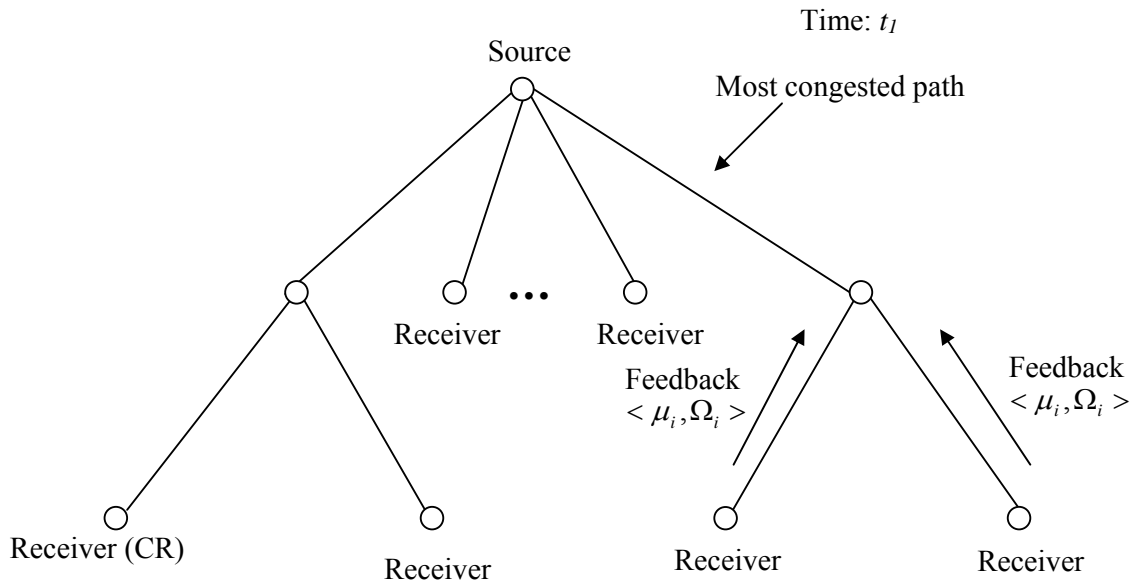 Time: t1
Source
Most congested path
•••
Receiver
Receiver
Feedback
< μi,Ωi >
Feedback
< μi,Ωi >
Receiver (CR)
Receiver
Receiver
Receiver